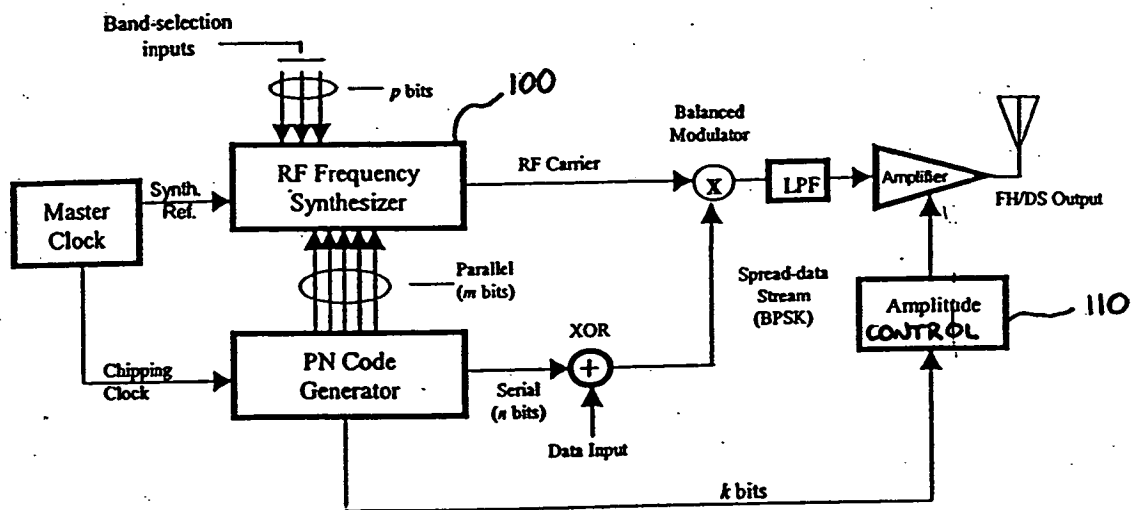 Band-selection
inputs
p bits
100
RF Frequency
Synthesizer
RF Carrier
Balanced
Modulator
X
LPF
Amplifier
FH/DS Output
Master
Clock
Synth.
Ref.
Parallel
(m bits)
Spread-data
Stream
(BPSK)
Amplitude
CONTROL
110
Chipping
Clock
PN Code
Generator
Serial
(n bits)
XOR
+
Data Input
k bits